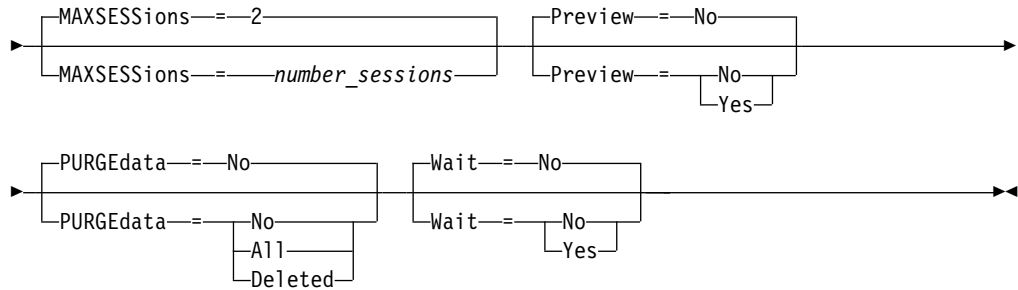 MAXSESSions = 2 Preview = No
MAXSESSions = number_sessions Preview = No
Yes
PURGEdata = No Wait = No
PURGEdata = No Wait = No
All Yes
Deleted